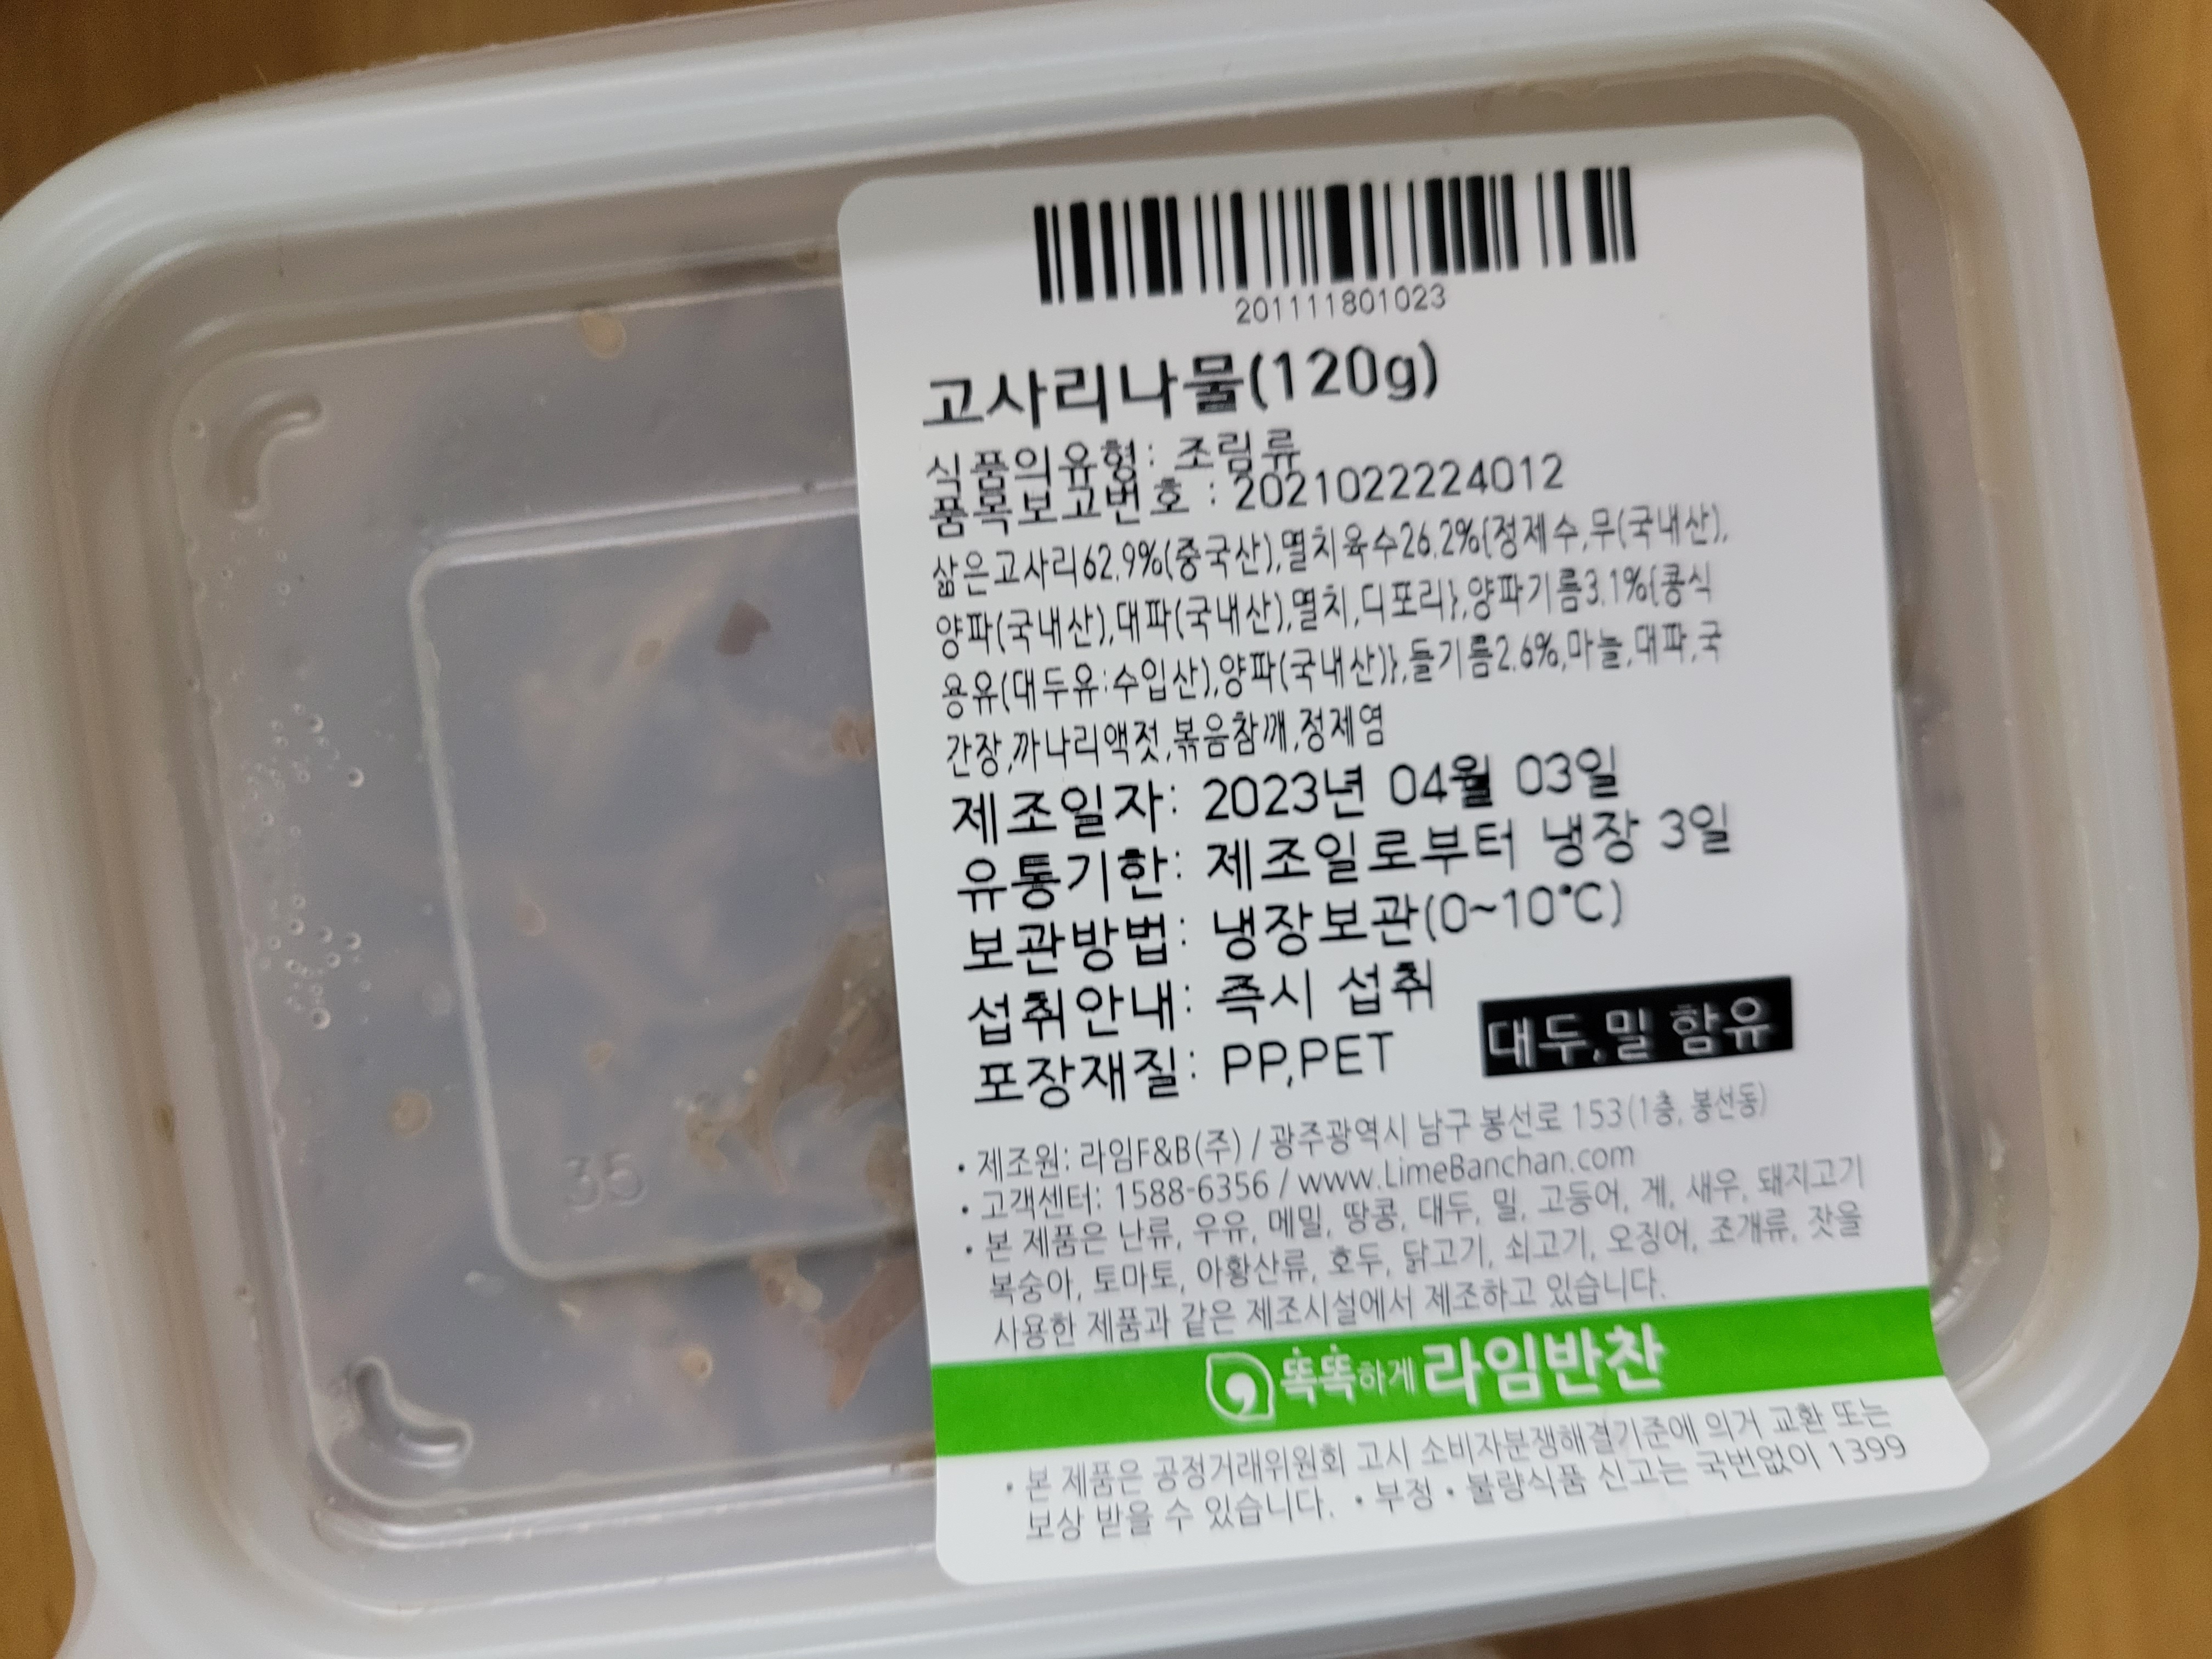 201111801023
고사리나물(120g)
식품의유형: 조림류
품목보고번호 : 2021022224012
삶은고사리62.9%(중국산),멸치육수26.2%{정제수,무(국내산),
양파(국내산),대파(국내산),멸치,디포리},양파기름3.1%{콩식
용유(대두유:수입산),양파(국내산)},들기름2.6%,마늘,대파,국
간장,까나리액젓,볶음참깨,정제염
제조일자: 2023년 04월 03일
유통기한: 제조일로부터 냉장 3일
보관방법: 냉장보관(0~10℃)
섭취안내: 즉시 섭취
포장재질: PP,PET
대두,밀 함유
• 제조원: 라임F&B(주) / 광주광역시 남구 봉선로 153(1층, 봉선동)
• 고객센터: 1588-6356 / www.LimeBanchan.com
• 본 제품은 난류, 우유, 메밀, 땅콩, 대두, 밀, 고등어, 게, 새우, 돼지고기
복숭아, 토마토, 아황산류, 호두, 닭고기, 쇠고기, 오징어, 조개류, 잣을
사용한 제품과 같은 제조시설에서 제조하고 있습니다.
똑똑하게 라임반찬
• 본 제품은 공정거래위원회 고시 소비자분쟁해결기준에 의거 교환 또는
보상 받을 수 있습니다. • 부정 • 불량식품 신고는 국번없이 1399
35